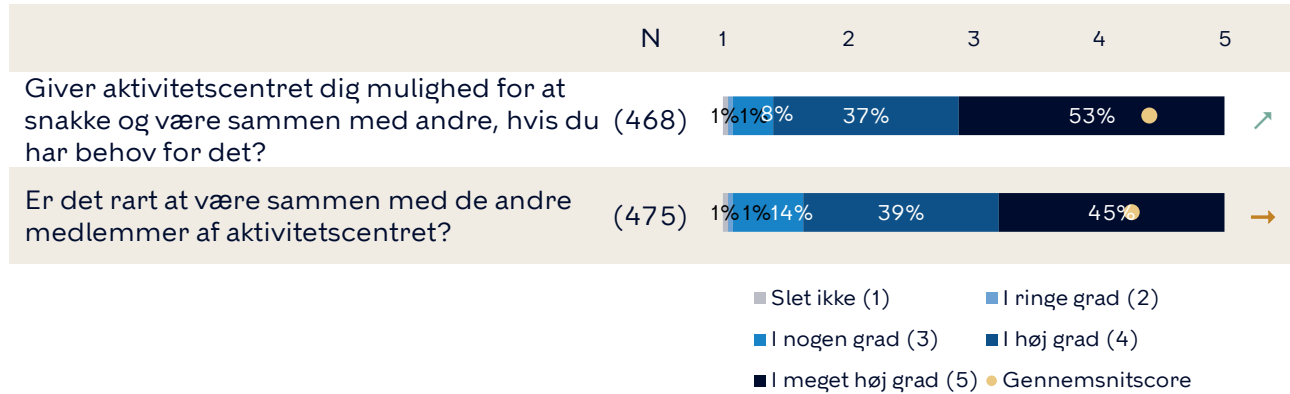 N 1 2 3 4 5
Giver aktivitetscentret dig mulighed for at
snakke og være sammen med andre, hvis du
har behov for det?
(468) 1% 1% 8% 37% 53%
Er det rart at være sammen med de andre
medlemmer af aktivitetscentret?
(475) 1% 1% 14% 39% 45%
Slet ikke (1) I ringe grad (2)
I nogen grad (3) I høj grad (4)
I meget høj grad (5) Gennemsnitscore